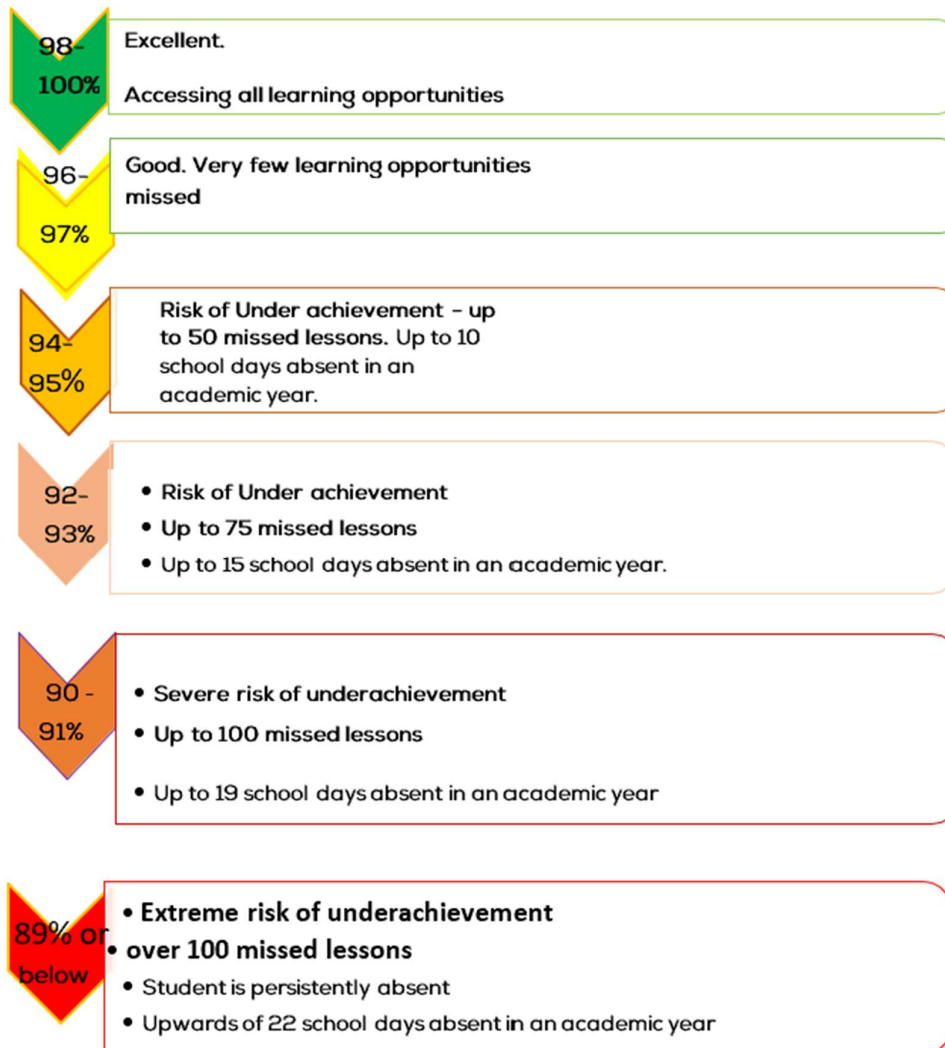 98-
100%
Excellent.
Accessing all learning opportunities
96-
97%
Good. Very few learning opportunities
missed
94-
95%
Risk of Under achievement - up
to 50 missed lessons. Up to 10
school days absent in an
academic year.
92-
93%
• Risk of Under achievement
• Up to 75 missed lessons
• Up to 15 school days absent in an academic year.
90 -
91%
• Severe risk of underachievement
• Up to 100 missed lessons
• Up to 19 school days absent in an academic year
89% or
below
• Extreme risk of underachievement
• over 100 missed lessons
• Student is persistently absent
• Upwards of 22 school days absent in an academic year